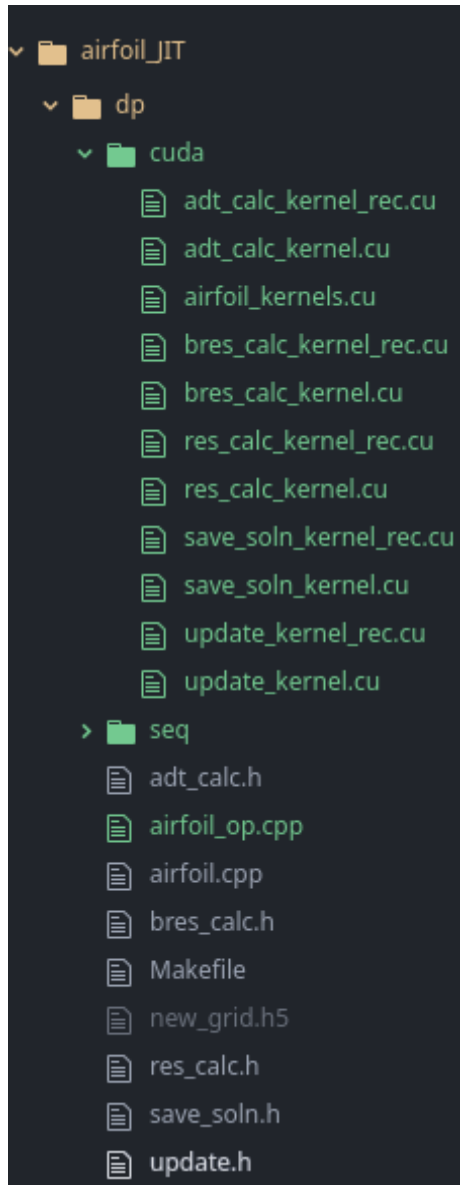 airfoil_JIT
dp
cuda
adt_calc_kernel_rec.cu
adt_calc_kernel.cu
airfoil_kernels.cu
bres_calc_kernel_rec.cu
bres_calc_kernel.cu
res_calc_kernel_rec.cu
res_calc_kernel.cu
save_soln_kernel_rec.cu
save_soln_kernel.cu
update_kernel_rec.cu
update_kernel.cu
seq
adt_calc.h
airfoil_op.cpp
airfoil.cpp
bres_calc.h
Makefile
new_grid.h5
res_calc.h
save_soln.h
update.h